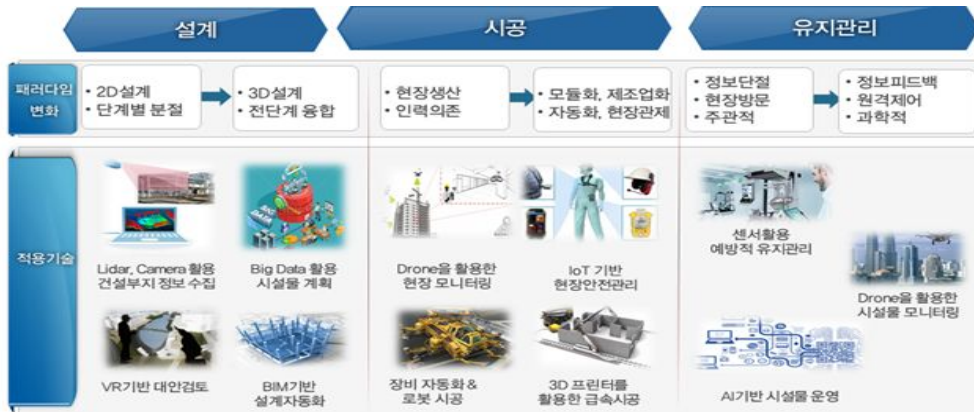 설계
시공
유지관리
패러다임
변화
• 2D설계
• 단계별 분절
• 3D설계
• 전단계 융합
• 현장생산
• 인력의존
• 모듈화, 제조업화
• 자동화, 현장관제
• 정보단절
• 현장방문
• 주관적
• 정보피드백
• 원격제어
• 과학적
적용기술
Lidar, Camera 활용
건설부지 정보 수집
BIG DATA
Big Data 활용
시설물 계획
Drone을 활용한
현장 모니터링
IoT 기반
현장안전관리
센서활용
예방적 유지관리
Drone을 활용한
시설물 모니터링
VR기반 대안검토
BIM기반
설계자동화
장비 자동화 &
로봇 시공
3D 프린터를
활용한 급속시공
AI기반 시설물 운영